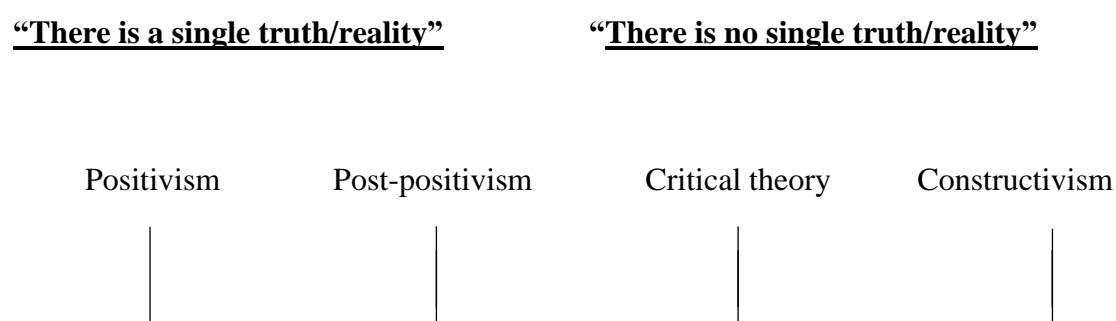 “There is a single truth/reality” “There is no single truth/reality”
Positivism Post-positivism Critical theory Constructivism